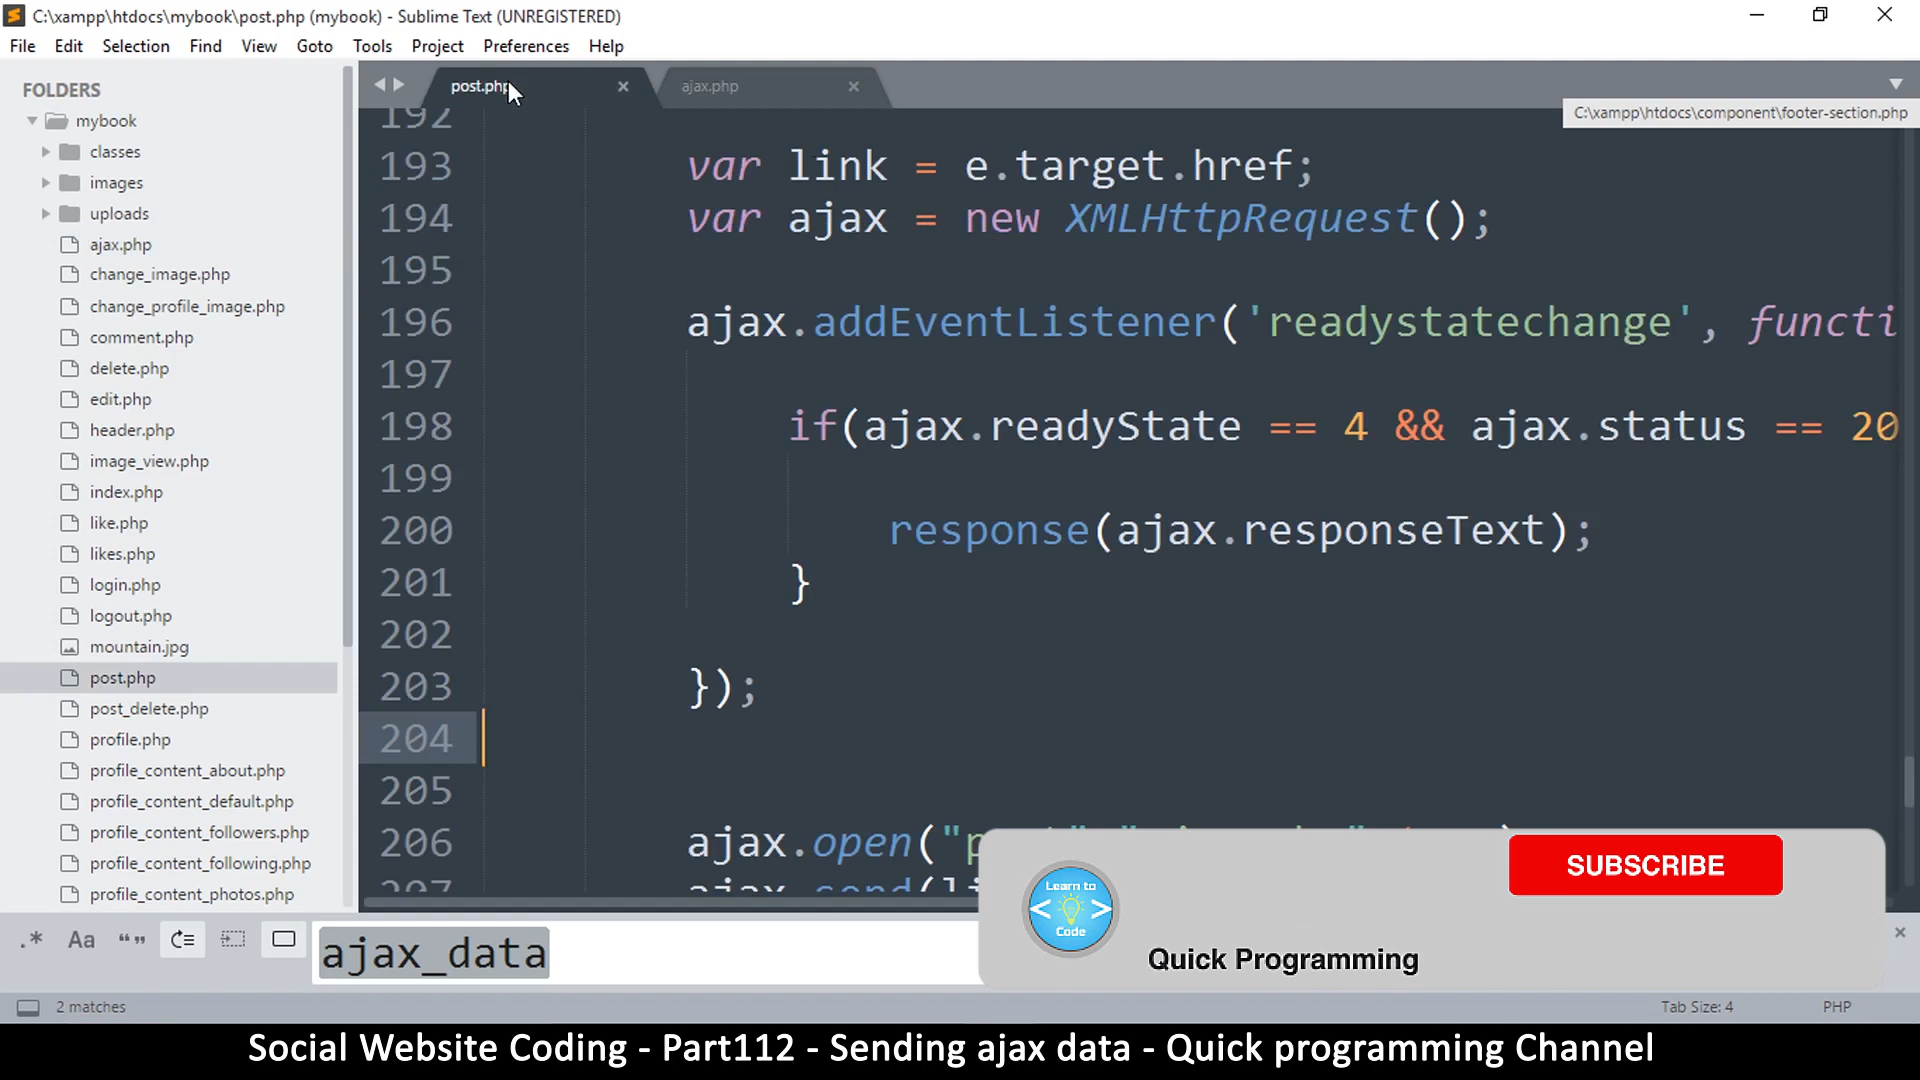 C:\xampp\htdocs\mybook\post.php (mybook) - Sublime Text (UNREGISTERED)
File Edit Selection Find View Goto Tools Project Preferences Help
FOLDERS
mybook
classes
images
uploads
ajax.php
change_image.php
change_profile_image.php
comment.php
delete.php
edit.php
header.php
image_view.php
index.php
like.php
likes.php
login.php
logout.php
mountain.jpg
post.php
post_delete.php
profile.php
profile_content_about.php
profile_content_default.php
profile_content_followers.php
profile_content_following.php
profile_content_photos.php
post.php
ajax.php
C:\xampp\htdocs\component\footer-section.php
192
193 var link = e.target.href;
194 var ajax = new XMLHttpRequest();
195
196 ajax.addEventListener('readystatechange', functi
197
198 if(ajax.readyState == 4 && ajax.status == 20
199
200 response(ajax.responseText);
201 }
202
203 });
204
205
206 ajax.open("p
207 ajax.send(li
.* Aa “ ”
ajax_data
Learn to
< >
Code
SUBSCRIBE
Quick Programming
2 matches
Tab Size: 4
PHP
Social Website Coding - Part112 - Sending ajax data - Quick programming Channel